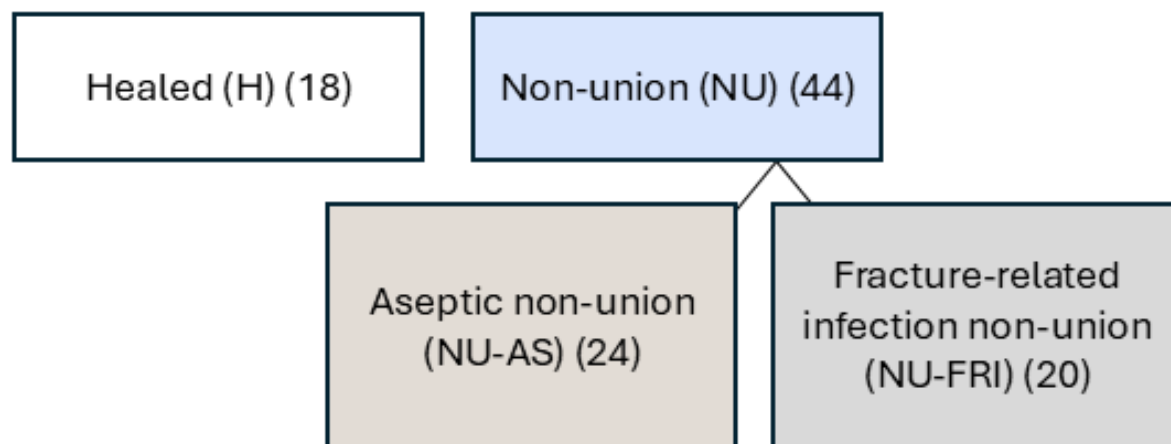 Healed (H) (18)
Non-union (NU) (44)
Aseptic non-union
(NU-AS) (24)
Fracture-related
infection non-union
(NU-FRI) (20)